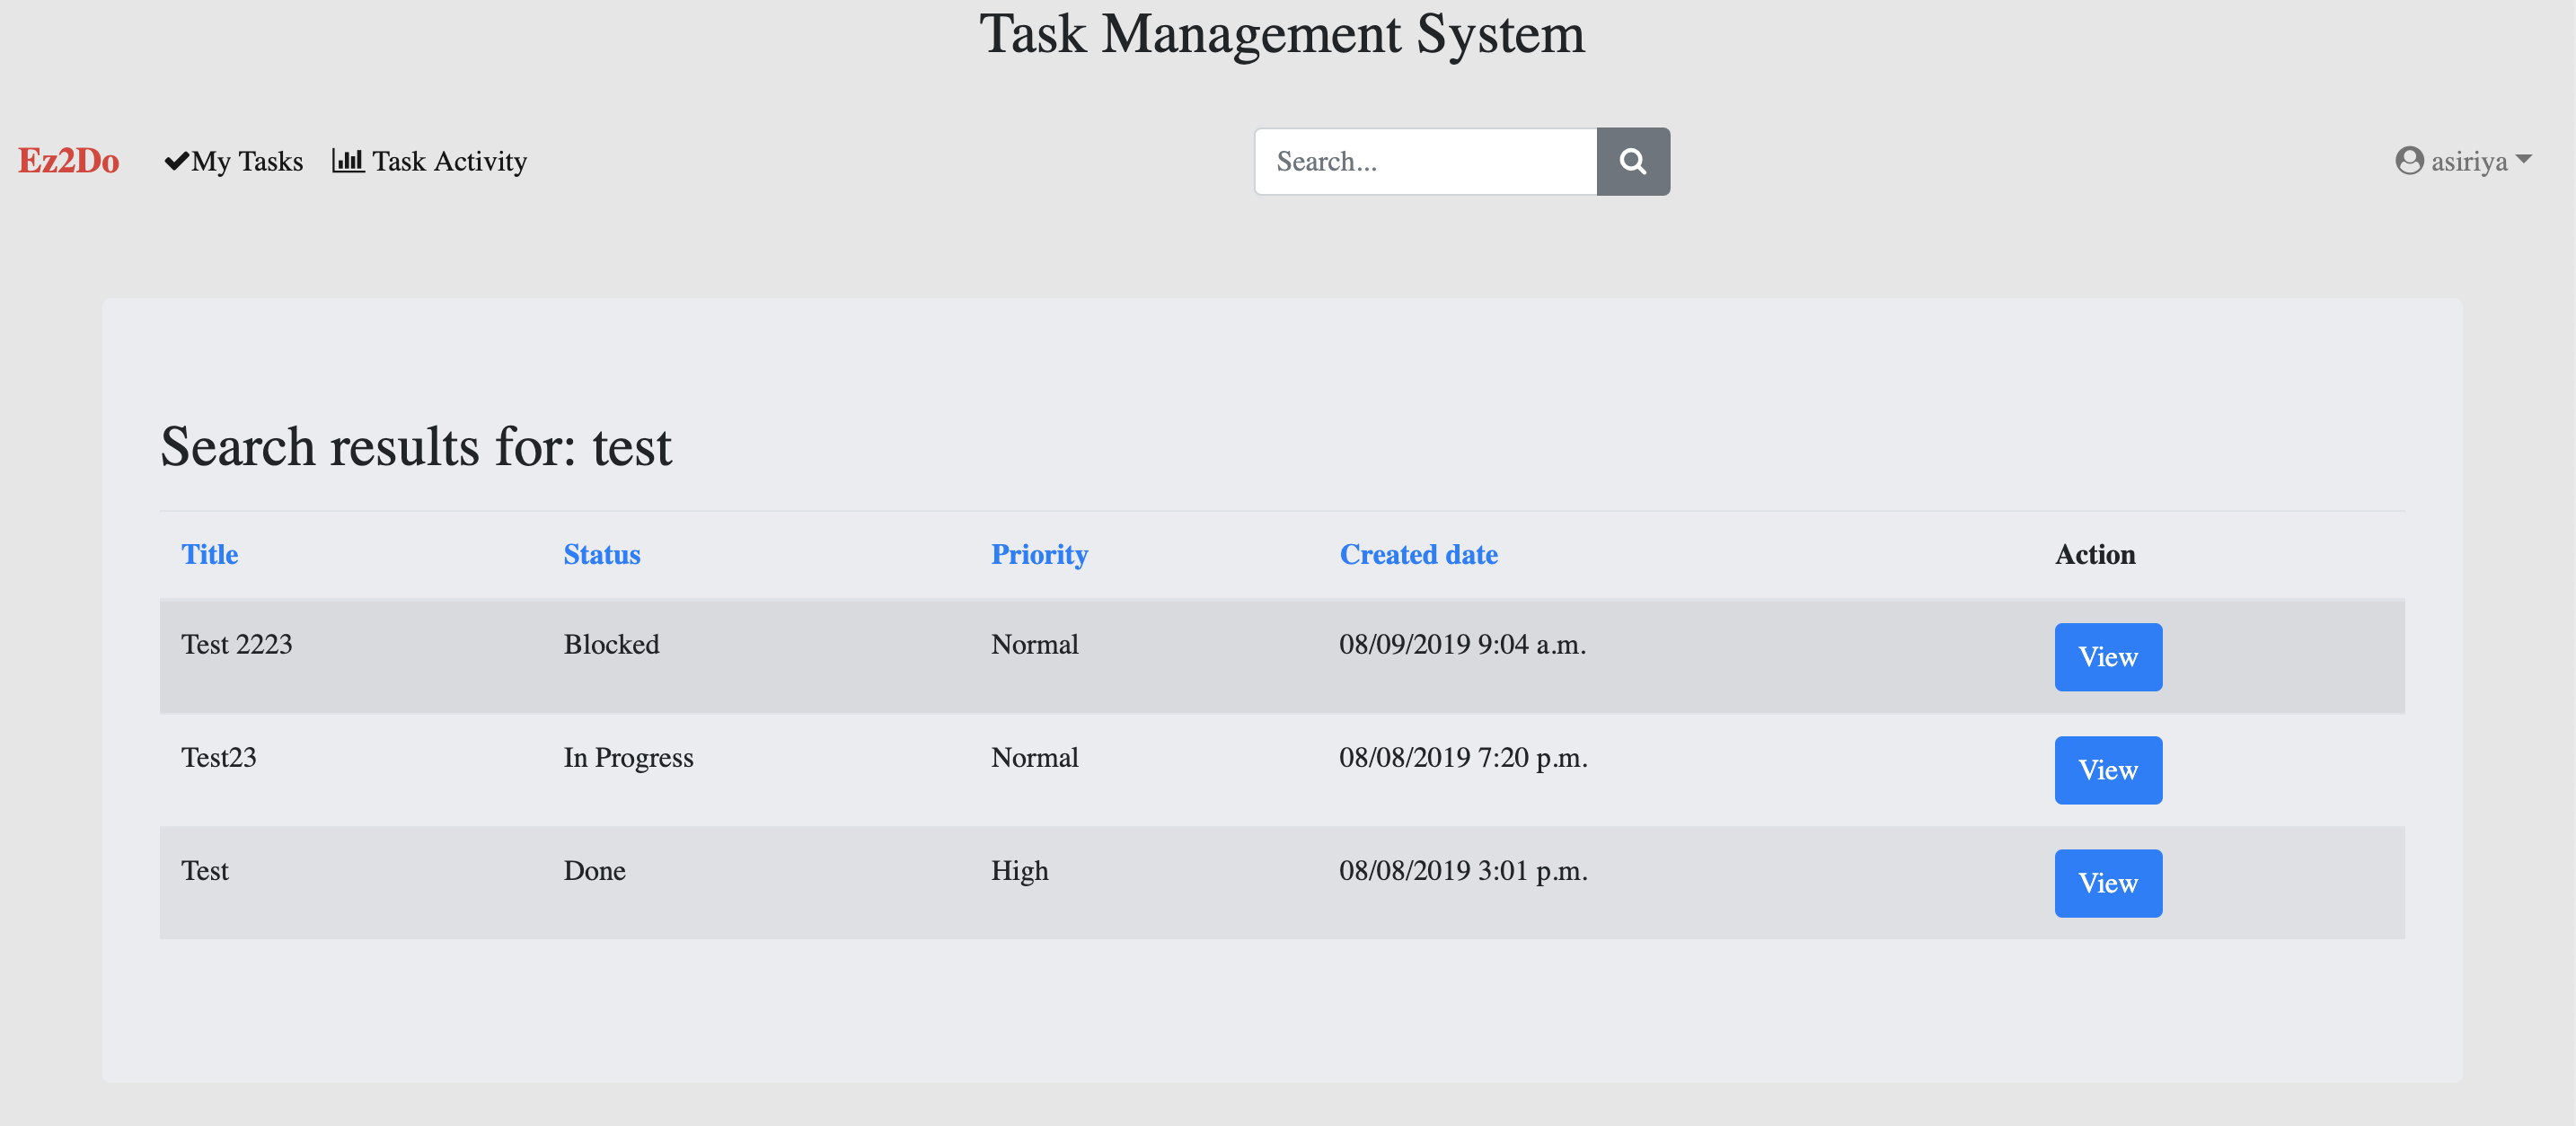 Task Management System
Ez2Do My Tasks Task Activity Search... asiriya
Search results for: test
Title Status Priority Created date Action
Test 2223 Blocked Normal 08/09/2019 9:04 a.m. View
Test23 In Progress Normal 08/08/2019 7:20 p.m. View
Test Done High 08/08/2019 3:01 p.m. View